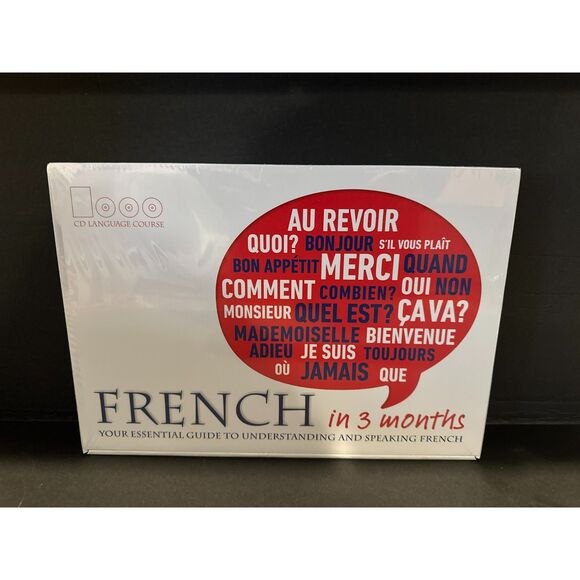 CD LANGUAGE COURSE
AU REVOIR
QUOI? BONJOUR S'IL VOUS PLAÎT
BON APPÉTIT MERCI QUAND
COMMENT COMBIEN? OUI NON
MONSIEUR QUEL EST? ÇA VA?
MADEMOISELLE BIENVENUE
ADIEU JE SUIS TOUJOURS
OÙ JAMAIS QUE
FRENCH in 3 months
YOUR ESSENTIAL GUIDE TO UNDERSTANDING AND SPEAKING FRENCH